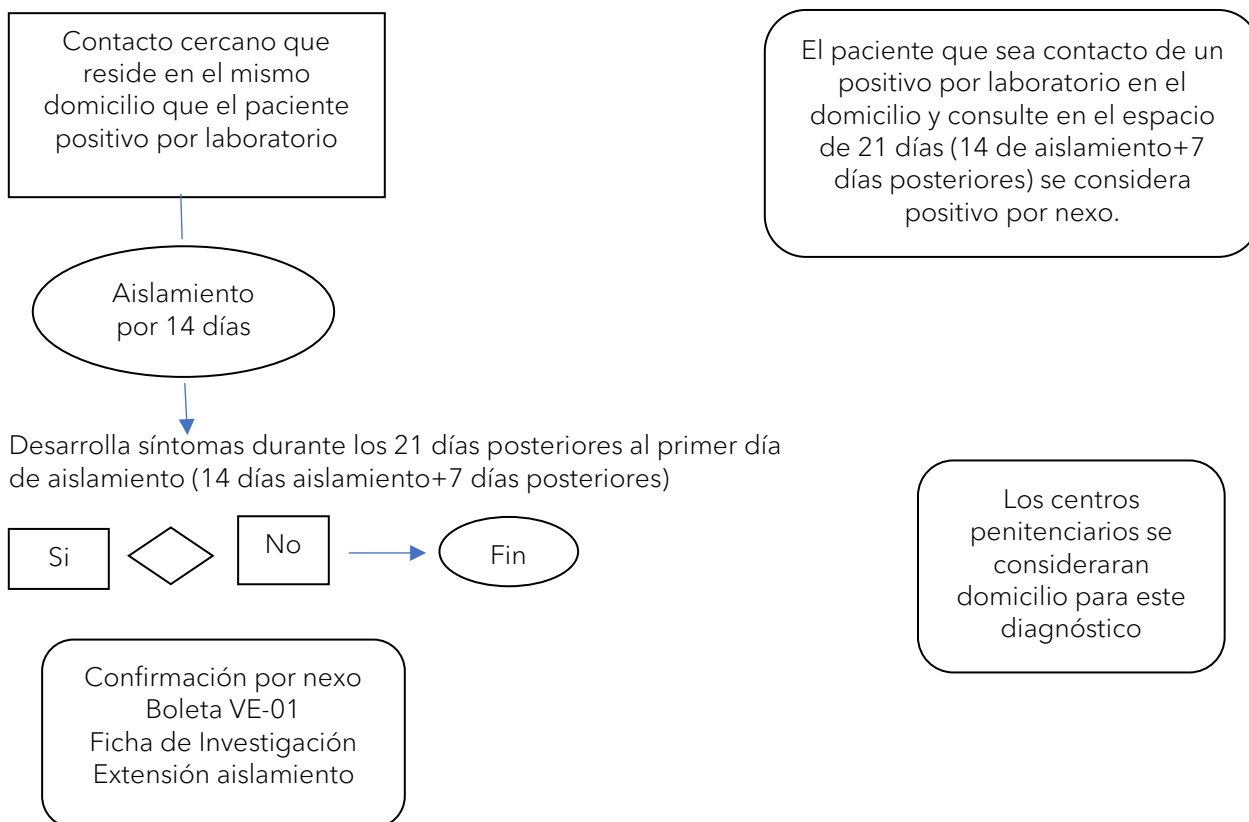 Contacto cercano que
reside en el mismo
domicilio que el paciente
positivo por laboratorio
El paciente que sea contacto de un
positivo por laboratorio en el
domicilio y consulte en el espacio
de 21 días (14 de aislamiento+7
días posteriores) se considera
positivo por nexo.
Aislamiento
por 14 días
Desarrolla síntomas durante los 21 días posteriores al primer día
de aislamiento (14 días aislamiento+7 días posteriores)
Si
No
Fin
Los centros
penitenciarios se
consideraran
domicilio para este
diagnóstico
Confirmación por nexo
Boleta VE-01
Ficha de Investigación
Extensión aislamiento